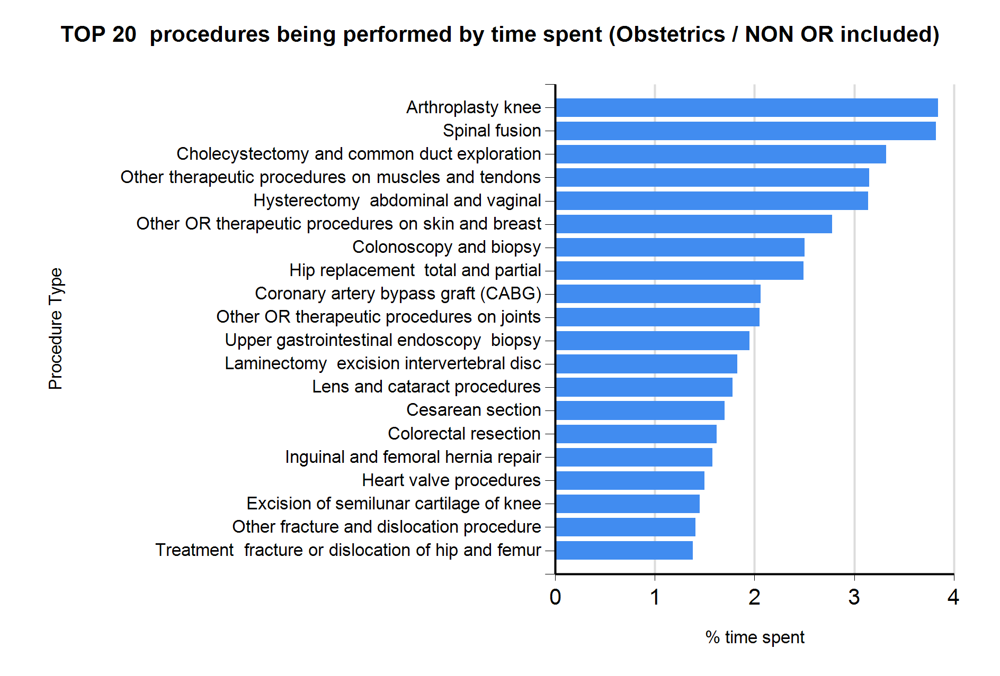 TOP 20  procedures being performed by time spent (Obstetrics / NON OR included)
Procedure Type
Arthroplasty knee
Spinal fusion
Cholecystectomy and common duct exploration
Other therapeutic procedures on muscles and tendons
Hysterectomy  abdominal and vaginal
Other OR therapeutic procedures on skin and breast
Colonoscopy and biopsy
Hip replacement  total and partial
Coronary artery bypass graft (CABG)
Other OR therapeutic procedures on joints
Upper gastrointestinal endoscopy  biopsy
Laminectomy  excision intervertebral disc
Lens and cataract procedures
Cesarean section
Colorectal resection
Inguinal and femoral hernia repair
Heart valve procedures
Excision of semilunar cartilage of knee
Other fracture and dislocation procedure
Treatment  fracture or dislocation of hip and femur
0 1 2 3 4
% time spent